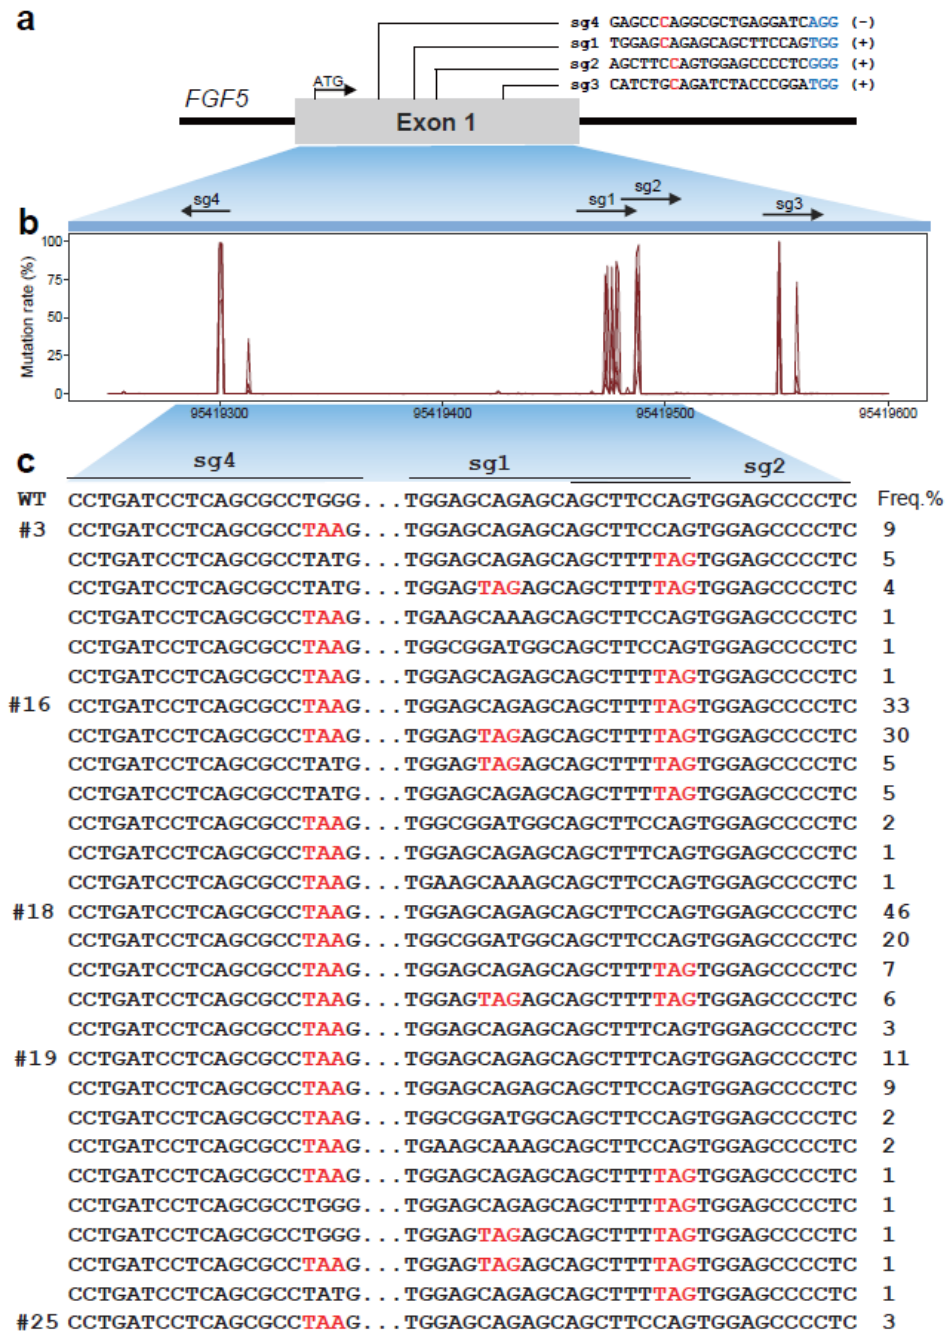 a
sg4 GAGCCCAGGCGCTGAGGATCAGG (-)
sg1 TGGAGCAGAGCAGCTTCCAGTGG (+)
sg2 AGCTTCCAGTGGAGCCCCTCGGG (+)
sg3 CATCTGCAGATCTACCCGGATGG (+)
ATG
FGF5
Exon 1
sg4 sg1 sg2 sg3
b
Mutation rate (%)
100
75
50
25
0
95419300 95419400 95419500 95419600
c
sg4 sg1 sg2
WT CCTGATCCTCAGCGCCTGGG...TGGAGCAGAGCAGCTTCCAGTGGAGCCCCTC Freq.%
#3 CCTGATCCTCAGCGCCTAAG...TGGAGCAGAGCAGCTTCCAGTGGAGCCCCTC 9
CCTGATCCTCAGCGCCTATG...TGGAGCAGAGCAGCTTTTAGTGGAGCCCCTC 5
CCTGATCCTCAGCGCCTATG...TGGAGTAGAGCAGCTTTTAGTGGAGCCCCTC 4
CCTGATCCTCAGCGCCTAAG...TGAAGCAAAGCAGCTTCCAGTGGAGCCCCTC 1
CCTGATCCTCAGCGCCTAAG...TGGCGGATGGCAGCTTCCAGTGGAGCCCCTC 1
CCTGATCCTCAGCGCCTAAG...TGGAGCAGAGCAGCTTTTAGTGGAGCCCCTC 1
#16 CCTGATCCTCAGCGCCTAAG...TGGAGCAGAGCAGCTTTTAGTGGAGCCCCTC 33
CCTGATCCTCAGCGCCTAAG...TGGAGTAGAGCAGCTTTTAGTGGAGCCCCTC 30
CCTGATCCTCAGCGCCTATG...TGGAGTAGAGCAGCTTTTAGTGGAGCCCCTC 5
CCTGATCCTCAGCGCCTATG...TGGAGCAGAGCAGCTTTTAGTGGAGCCCCTC 5
CCTGATCCTCAGCGCCTAAG...TGGCGGATGGCAGCTTCCAGTGGAGCCCCTC 2
CCTGATCCTCAGCGCCTAAG...TGGAGCAGAGCAGCTTTCAGTGGAGCCCCTC 1
CCTGATCCTCAGCGCCTAAG...TGAAGCAAAGCAGCTTCCAGTGGAGCCCCTC 1
#18 CCTGATCCTCAGCGCCTAAG...TGGAGCAGAGCAGCTTCCAGTGGAGCCCCTC 46
CCTGATCCTCAGCGCCTAAG...TGGCGGATGGCAGCTTCCAGTGGAGCCCCTC 20
CCTGATCCTCAGCGCCTAAG...TGGAGCAGAGCAGCTTTTAGTGGAGCCCCTC 7
CCTGATCCTCAGCGCCTAAG...TGGAGTAGAGCAGCTTTTAGTGGAGCCCCTC 6
CCTGATCCTCAGCGCCTAAG...TGGAGCAGAGCAGCTTTCAGTGGAGCCCCTC 3
#19 CCTGATCCTCAGCGCCTAAG...TGGAGCAGAGCAGCTTTCAGTGGAGCCCCTC 11
CCTGATCCTCAGCGCCTAAG...TGGAGCAGAGCAGCTTCCAGTGGAGCCCCTC 9
CCTGATCCTCAGCGCCTAAG...TGGCGGATGGCAGCTTCCAGTGGAGCCCCTC 2
CCTGATCCTCAGCGCCTAAG...TGAAGCAAAGCAGCTTCCAGTGGAGCCCCTC 2
CCTGATCCTCAGCGCCTAAG...TGGAGCAGAGCAGCTTTTAGTGGAGCCCCTC 1
CCTGATCCTCAGCGCCTGGG...TGGAGCAGAGCAGCTTTTAGTGGAGCCCCTC 1
CCTGATCCTCAGCGCCTGGG...TGGAGTAGAGCAGCTTTTAGTGGAGCCCCTC 1
CCTGATCCTCAGCGCCTAAG...TGGAGTAGAGCAGCTTTTAGTGGAGCCCCTC 1
CCTGATCCTCAGCGCCTATG...TGGAGCAGAGCAGCTTTTAGTGGAGCCCCTC 1
#25 CCTGATCCTCAGCGCCTAAG...TGGAGCAGAGCAGCTTCCAGTGGAGCCCCTC 3